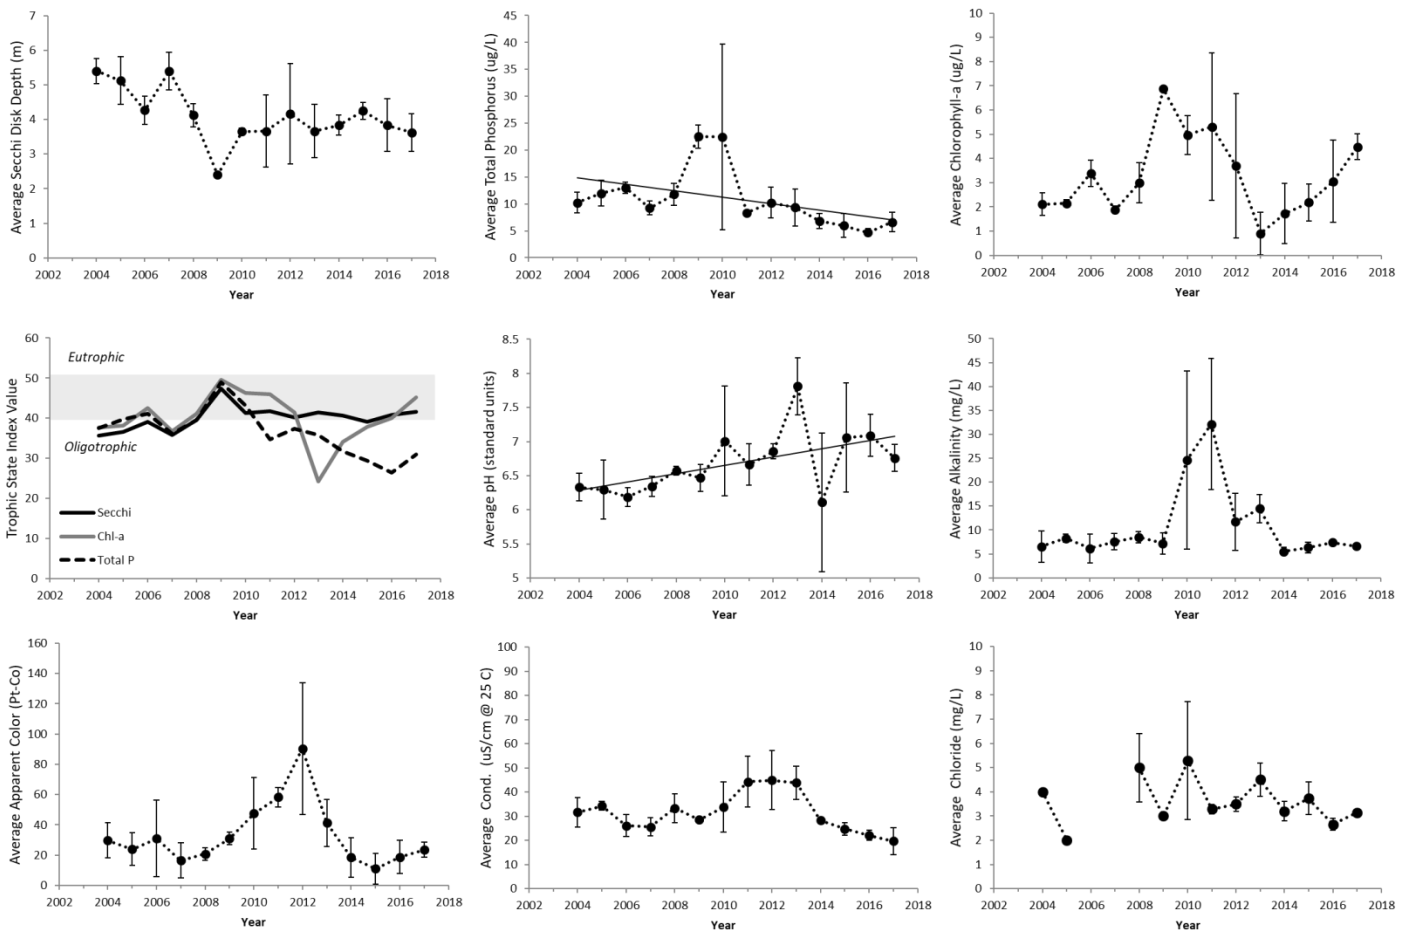 Average Secchi Disk Depth (m)
7
6
5
4
3
2
1
0
2002 2004 2006 2008 2010 2012 2014 2016 2018
Year
Average Total Phosphorus (ug/L)
45
40
35
30
25
20
15
10
5
0
2002 2004 2006 2008 2010 2012 2014 2016 2018
Year
Average Chlorophyll-a (ug/L)
10
9
8
7
6
5
4
3
2
1
0
2002 2004 2006 2008 2010 2012 2014 2016 2018
Year
Trophic State Index Value
60
50
40
30
20
10
0
Eutrophic
Oligotrophic
Secchi
Chl-a
Total P
2002 2004 2006 2008 2010 2012 2014 2016 2018
Year
Average pH (standard units)
8.5
8
7.5
7
6.5
6
5.5
5
2002 2004 2006 2008 2010 2012 2014 2016 2018
Year
Average Alkalinity (mg/L)
50
45
40
35
30
25
20
15
10
5
0
2002 2004 2006 2008 2010 2012 2014 2016 2018
Year
Average Apparent Color (Pt-Co)
160
140
120
100
80
60
40
20
0
2002 2004 2006 2008 2010 2012 2014 2016 2018
Year
Average Cond. (uS/cm @ 25 C)
100
90
80
70
60
50
40
30
20
10
0
2002 2004 2006 2008 2010 2012 2014 2016 2018
Year
Average Chloride (mg/L)
10
9
8
7
6
5
4
3
2
1
0
2002 2004 2006 2008 2010 2012 2014 2016 2018
Year